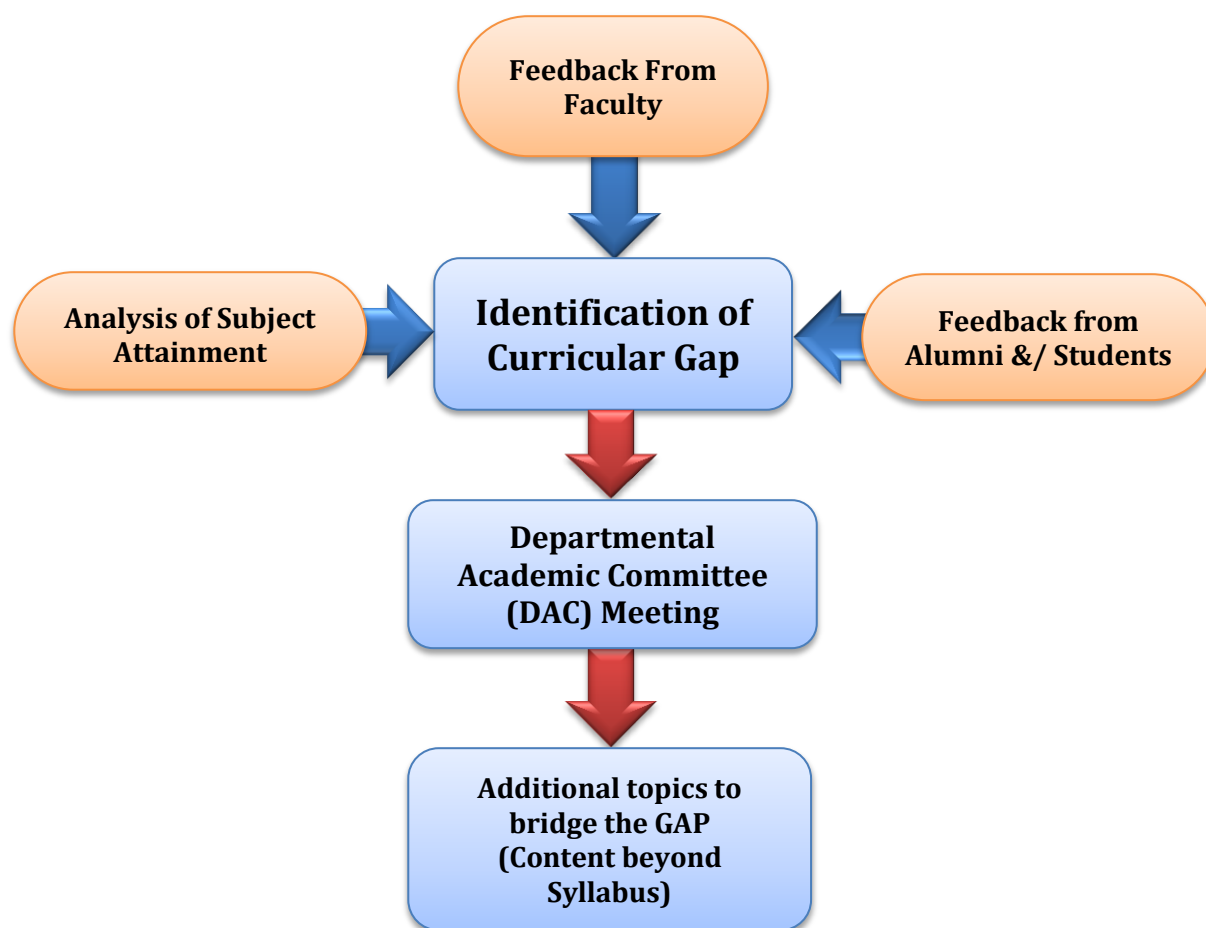 Feedback From
Faculty
Analysis of Subject
Attainment
Identification of
Curricular Gap
Feedback from
Alumni &/ Students
Departmental
Academic Committee
(DAC) Meeting
Additional topics to
bridge the GAP
(Content beyond
Syllabus)